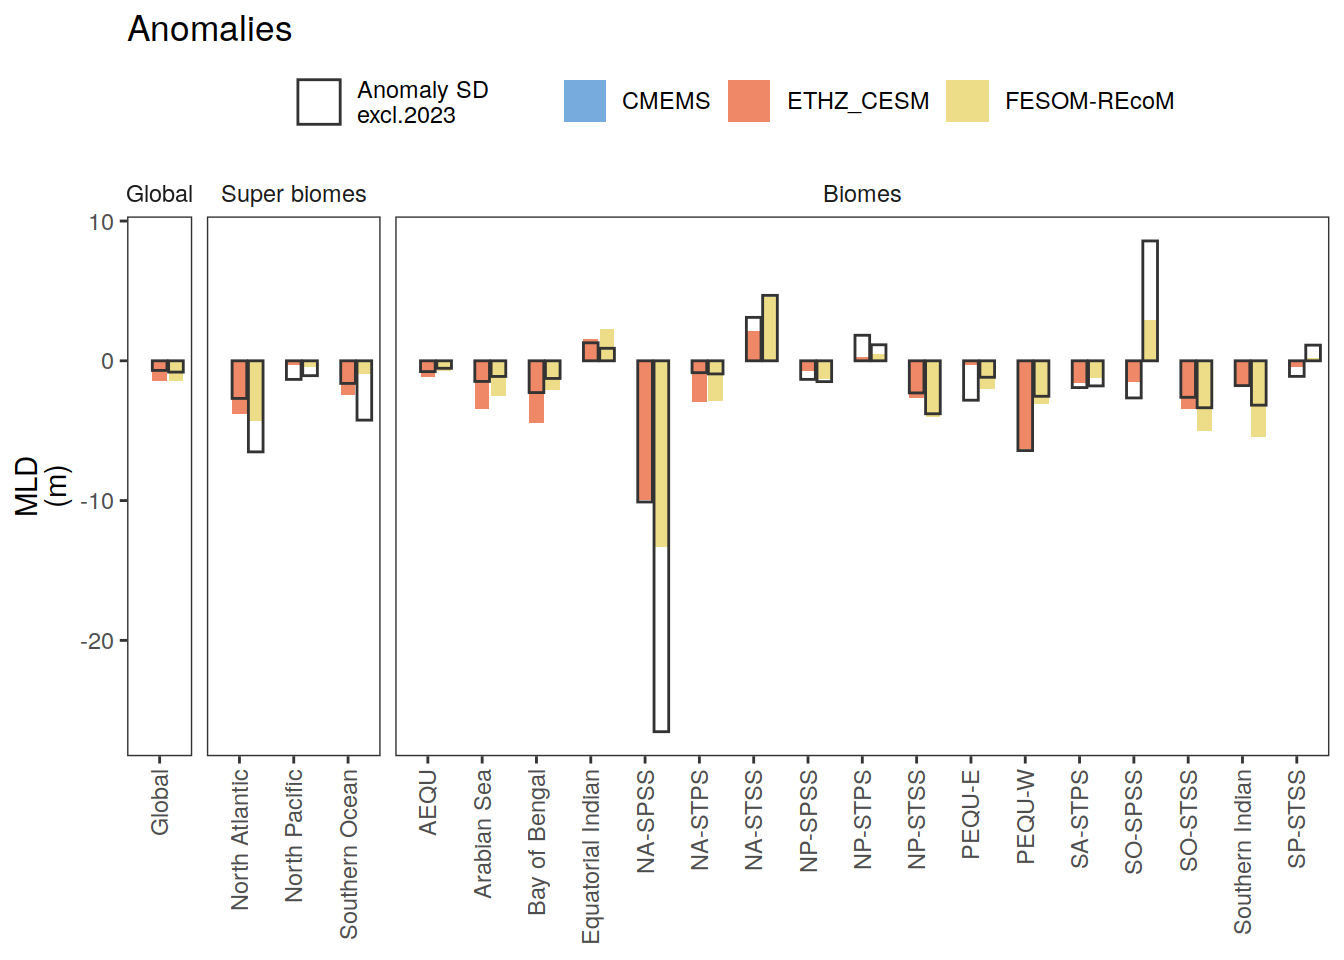 Anomalies
Anomaly SD
excl.2023
CMEMS
ETHZ_CESM
FESOM-REcoM
Global
Super biomes
Biomes
10
0
-10
-20
MLD
(m)
Global
North Atlantic
North Pacific
Southern Ocean
AEQU
Arabian Sea
Bay of Bengal
Equatorial Indian
NA-SPSS
NA-STPS
NA-STSS
NP-SPSS
NP-STPS
NP-STSS
PEQU-E
PEQU-W
SA-STPS
SO-SPSS
SO-STSS
Southern Indian
SP-STSS